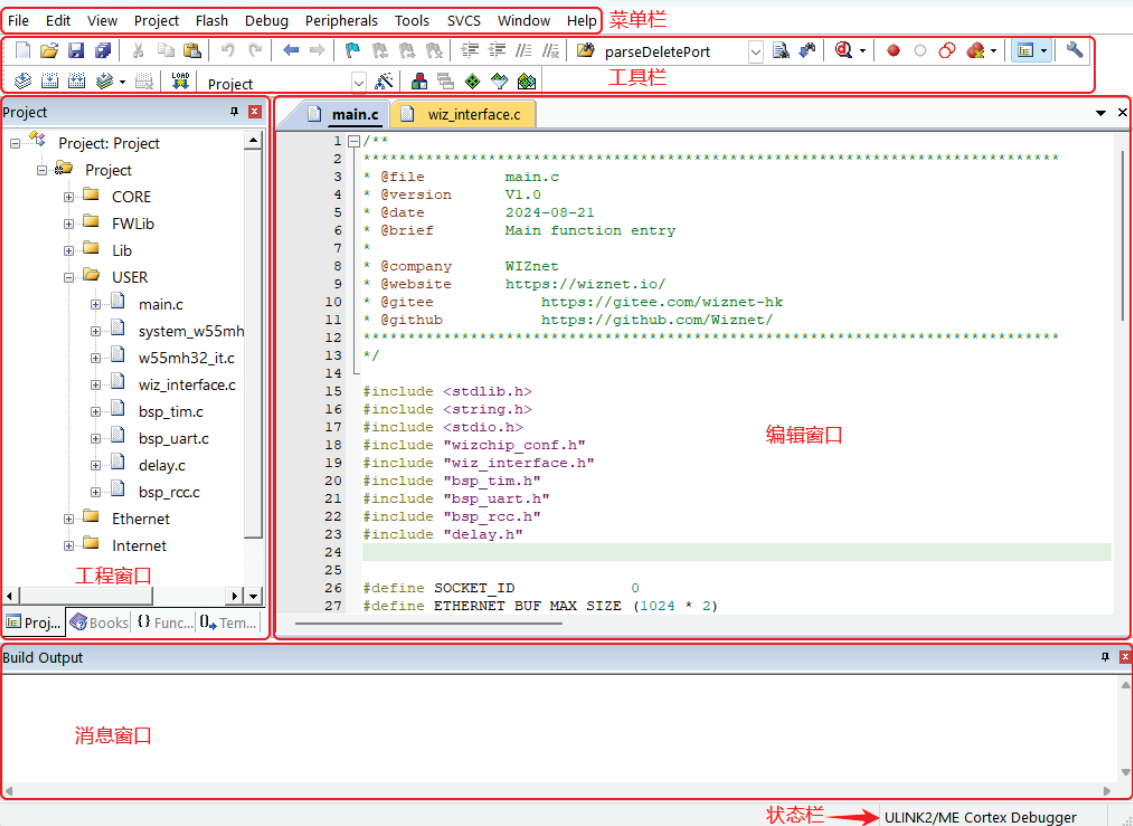 File Edit View Project Flash Debug Peripherals Tools SVCS Window Help 菜单栏
parseDeletePort
LOAD Project 工具栏
Project
Project: Project
Project
CORE
FWLib
Lib
USER
main.c
system_w55mh
w55mh32_it.c
wiz_interface.c
bsp_tim.c
bsp_uart.c
delay.c
bsp_rcc.c
Ethernet
Internet
工程窗口
Proj... Books {} Func... Tem...
main.c wiz_interface.c
1 /**
2 ******************************************************************************
3 * @file main.c
4 * @version V1.0
5 * @date 2024-08-21
6 * @brief Main function entry
7 *
8 * @company WIZnet
9 * @website https://wiznet.io/
10 * @gitee https://gitee.com/wiznet-hk
11 * @github https://github.com/Wiznet/
12 ******************************************************************************
13 */
14
15 #include <stdlib.h>
16 #include <string.h>
17 #include <stdio.h>
18 #include "wizchip_conf.h"
19 #include "wiz_interface.h"
20 #include "bsp_tim.h"
21 #include "bsp_uart.h"
22 #include "bsp_rcc.h"
23 #include "delay.h"
24
25
26 #define SOCKET_ID 0
27 #define ETHERNET_BUF_MAX_SIZE (1024 * 2)
编辑窗口
Build Output
消息窗口
状态栏 ULINK2/ME Cortex Debugger